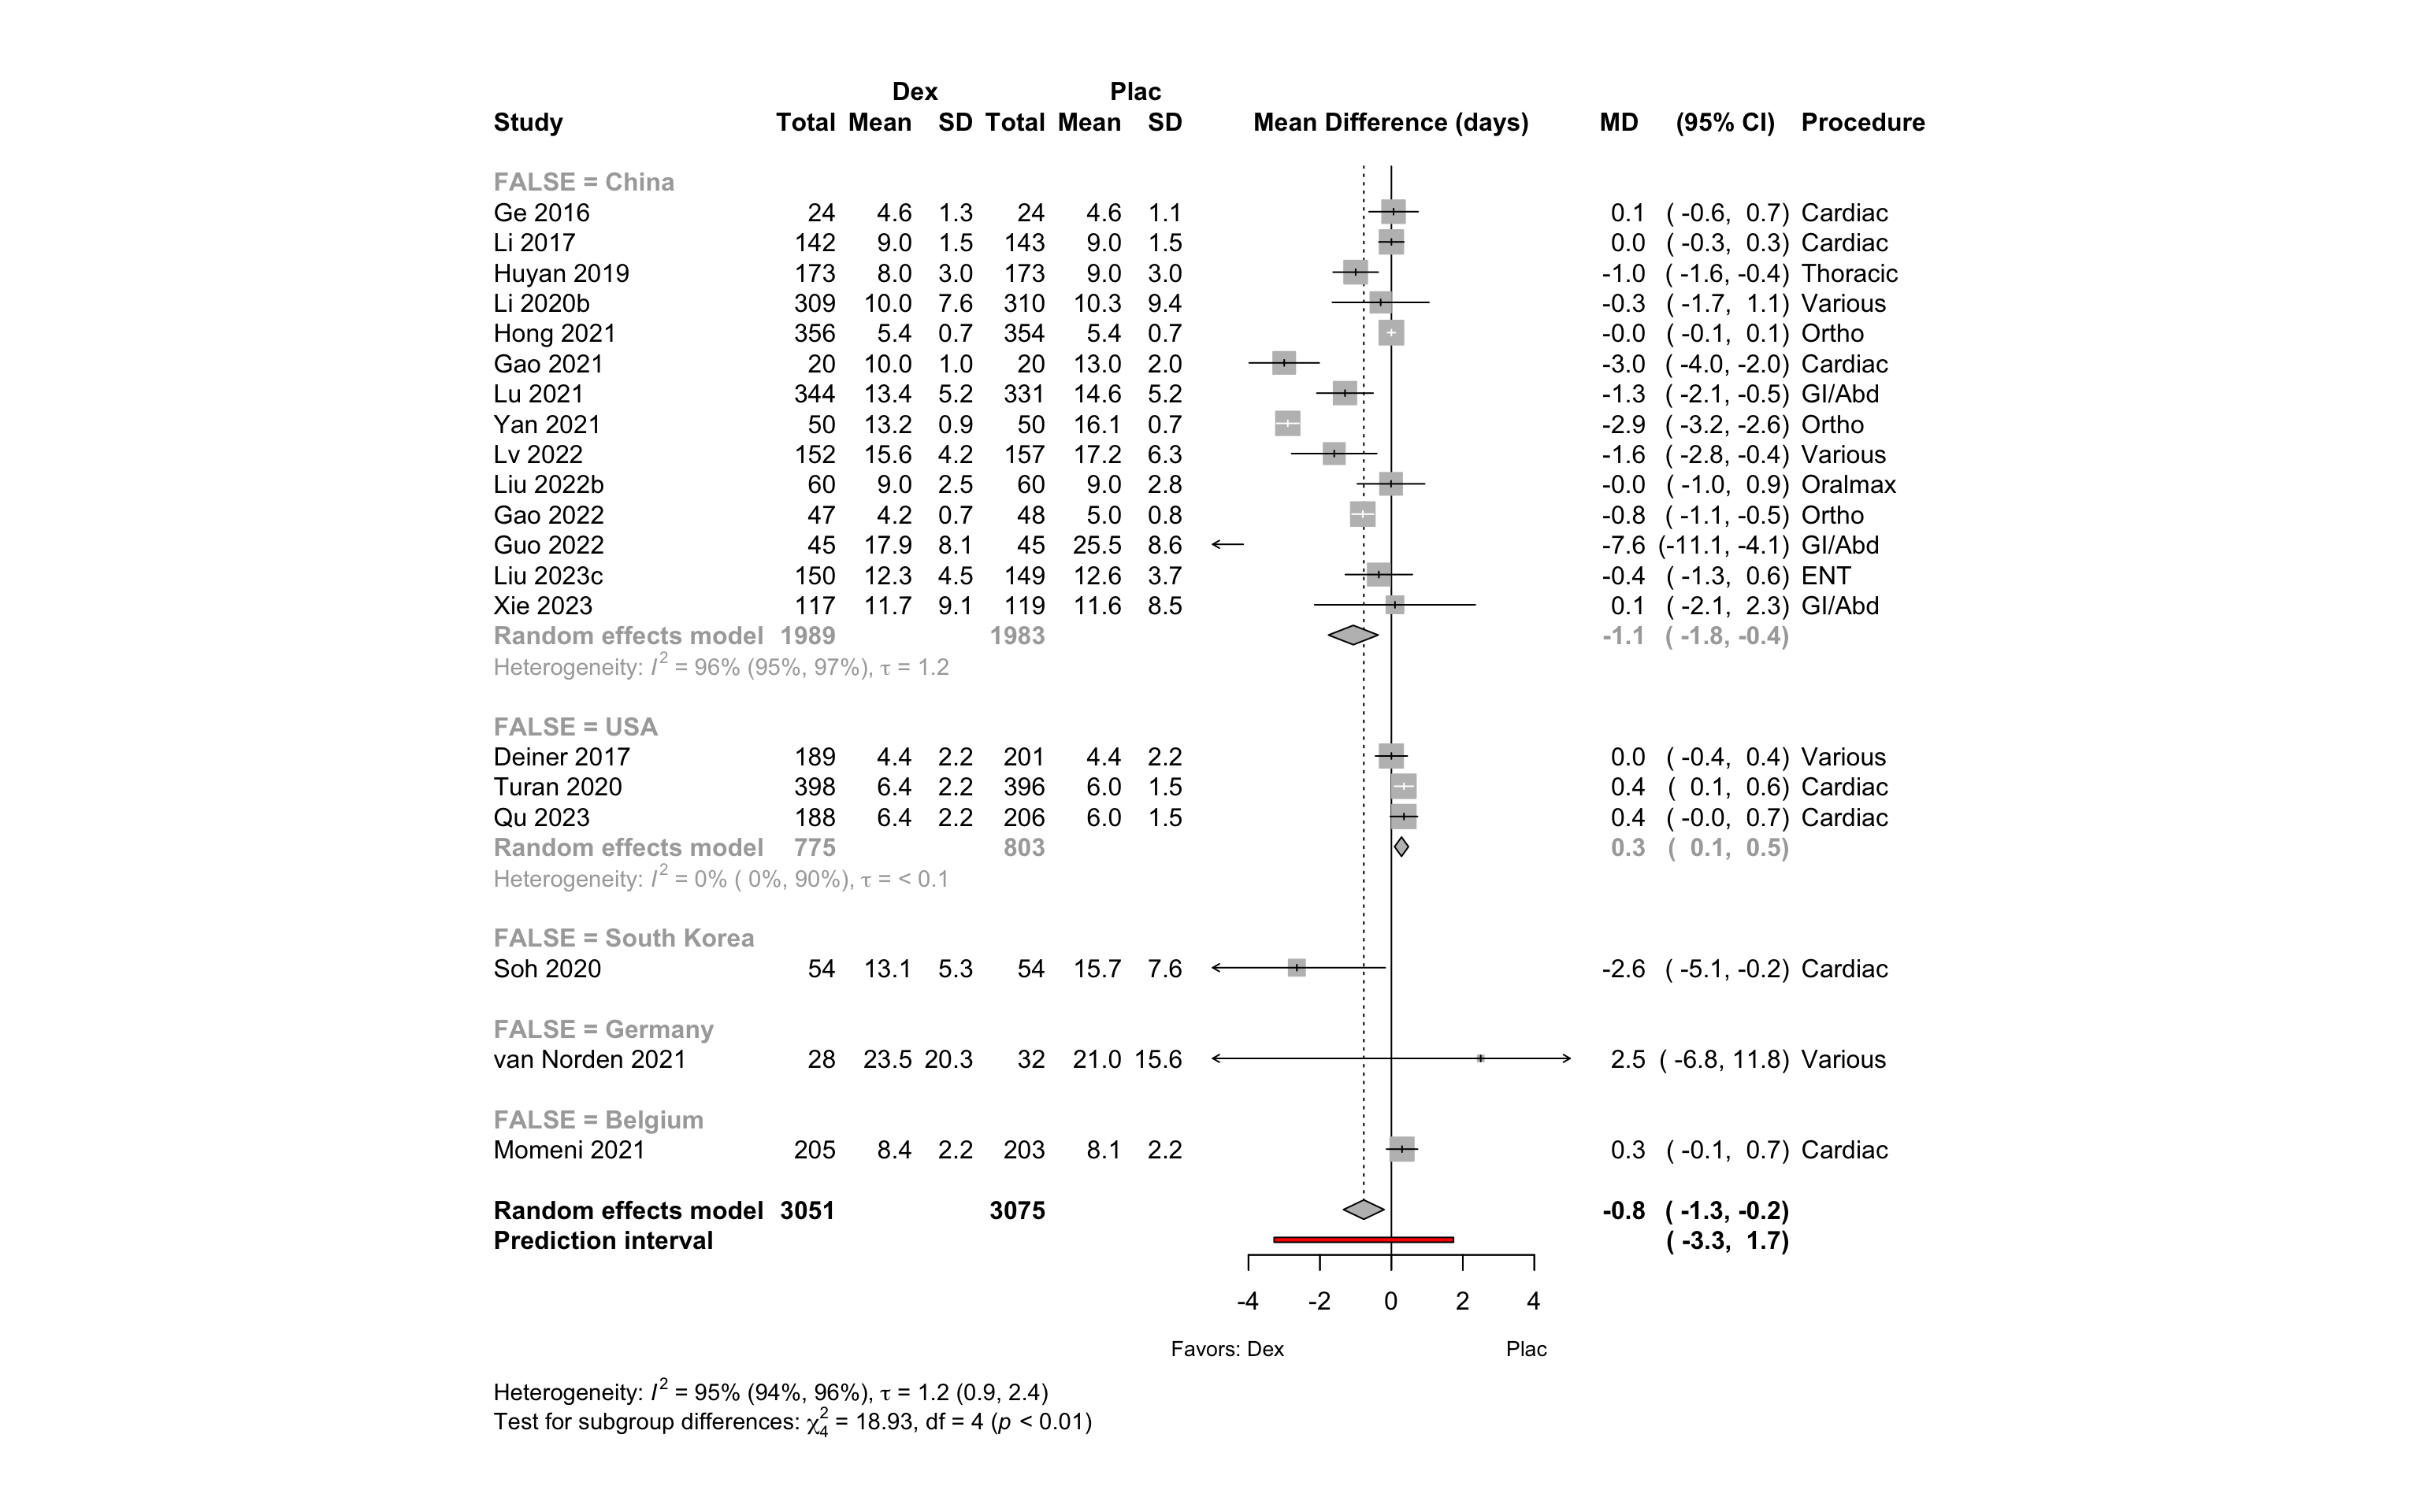 Dex Plac
Study Total Mean SD Total Mean SD Mean Difference (days) MD (95% CI) Procedure
FALSE = China
Ge 2016 24 4.6 1.3 24 4.6 1.1 0.1 ( -0.6, 0.7) Cardiac
Li 2017 142 9.0 1.5 143 9.0 1.5 0.0 ( -0.3, 0.3) Cardiac
Huyan 2019 173 8.0 3.0 173 9.0 3.0 -1.0 ( -1.6, -0.4) Thoracic
Li 2020b 309 10.0 7.6 310 10.3 9.4 -0.3 ( -1.7, 1.1) Various
Hong 2021 356 5.4 0.7 354 5.4 0.7 -0.0 ( -0.1, 0.1) Ortho
Gao 2021 20 10.0 1.0 20 13.0 2.0 -3.0 ( -4.0, -2.0) Cardiac
Lu 2021 344 13.4 5.2 331 14.6 5.2 -1.3 ( -2.1, -0.5) GI/Abd
Yan 2021 50 13.2 0.9 50 16.1 0.7 -2.9 ( -3.2, -2.6) Ortho
Lv 2022 152 15.6 4.2 157 17.2 6.3 -1.6 ( -2.8, -0.4) Various
Liu 2022b 60 9.0 2.5 60 9.0 2.8 -0.0 ( -1.0, 0.9) Oralmax
Gao 2022 47 4.2 0.7 48 5.0 0.8 -0.8 ( -1.1, -0.5) Ortho
Guo 2022 45 17.9 8.1 45 25.5 8.6 -7.6 (-11.1, -4.1) GI/Abd
Liu 2023c 150 12.3 4.5 149 12.6 3.7 -0.4 ( -1.3, 0.6) ENT
Xie 2023 117 11.7 9.1 119 11.6 8.5 0.1 ( -2.1, 2.3) GI/Abd
Random effects model 1989 1983 -1.1 ( -1.8, -0.4)
Heterogeneity: I² = 96% (95%, 97%), τ = 1.2
FALSE = USA
Deiner 2017 189 4.4 2.2 201 4.4 2.2 0.0 ( -0.4, 0.4) Various
Turan 2020 398 6.4 2.2 396 6.0 1.5 0.4 ( 0.1, 0.6) Cardiac
Qu 2023 188 6.4 2.2 206 6.0 1.5 0.4 ( -0.0, 0.7) Cardiac
Random effects model 775 803 0.3 ( 0.1, 0.5)
Heterogeneity: I² = 0% ( 0%, 90%), τ = < 0.1
FALSE = South Korea
Soh 2020 54 13.1 5.3 54 15.7 7.6 -2.6 ( -5.1, -0.2) Cardiac
FALSE = Germany
van Norden 2021 28 23.5 20.3 32 21.0 15.6 2.5 ( -6.8, 11.8) Various
FALSE = Belgium
Momeni 2021 205 8.4 2.2 203 8.1 2.2 0.3 ( -0.1, 0.7) Cardiac
Random effects model 3051 3075 -0.8 ( -1.3, -0.2)
Prediction interval ( -3.3, 1.7)
-4 -2 0 2 4
Favors: Dex Plac
Heterogeneity: I² = 95% (94%, 96%), τ = 1.2 (0.9, 2.4)
Test for subgroup differences: χ²₄ = 18.93, df = 4 (p < 0.01)